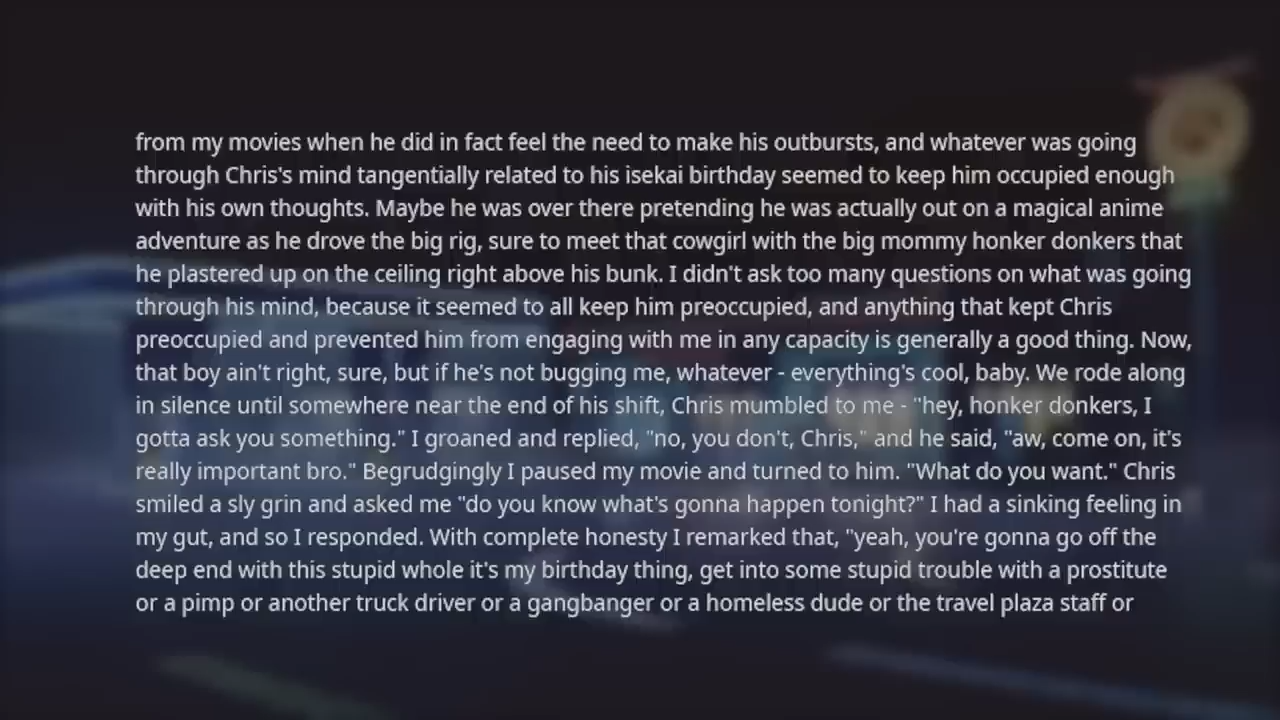 from my movies when he did in fact feel the need to make his outbursts, and whatever was going
through Chris's mind tangentially related to his isekai birthday seemed to keep him occupied enough
with his own thoughts. Maybe he was over there pretending he was actually out on a magical anime
adventure as he drove the big rig, sure to meet that cowgirl with the big mommy honker donkers that
he plastered up on the ceiling right above his bunk. I didn't ask too many questions on what was going
through his mind, because it seemed to all keep him preoccupied, and anything that kept Chris
preoccupied and prevented him from engaging with me in any capacity is generally a good thing. Now,
that boy ain't right, sure, but if he's not bugging me, whatever - everything's cool, baby. We rode along
in silence until somewhere near the end of his shift, Chris mumbled to me - "hey, honker donkers, I
gotta ask you something." I groaned and replied, "no, you don't, Chris," and he said, "aw, come on, it's
really important bro." Begrudgingly I paused my movie and turned to him. "What do you want." Chris
smiled a sly grin and asked me "do you know what's gonna happen tonight?" I had a sinking feeling in
my gut, and so I responded. With complete honesty I remarked that, "yeah, you're gonna go off the
deep end with this stupid whole it's my birthday thing, get into some stupid trouble with a prostitute
or a pimp or another truck driver or a gangbanger or a homeless dude or the travel plaza staff or